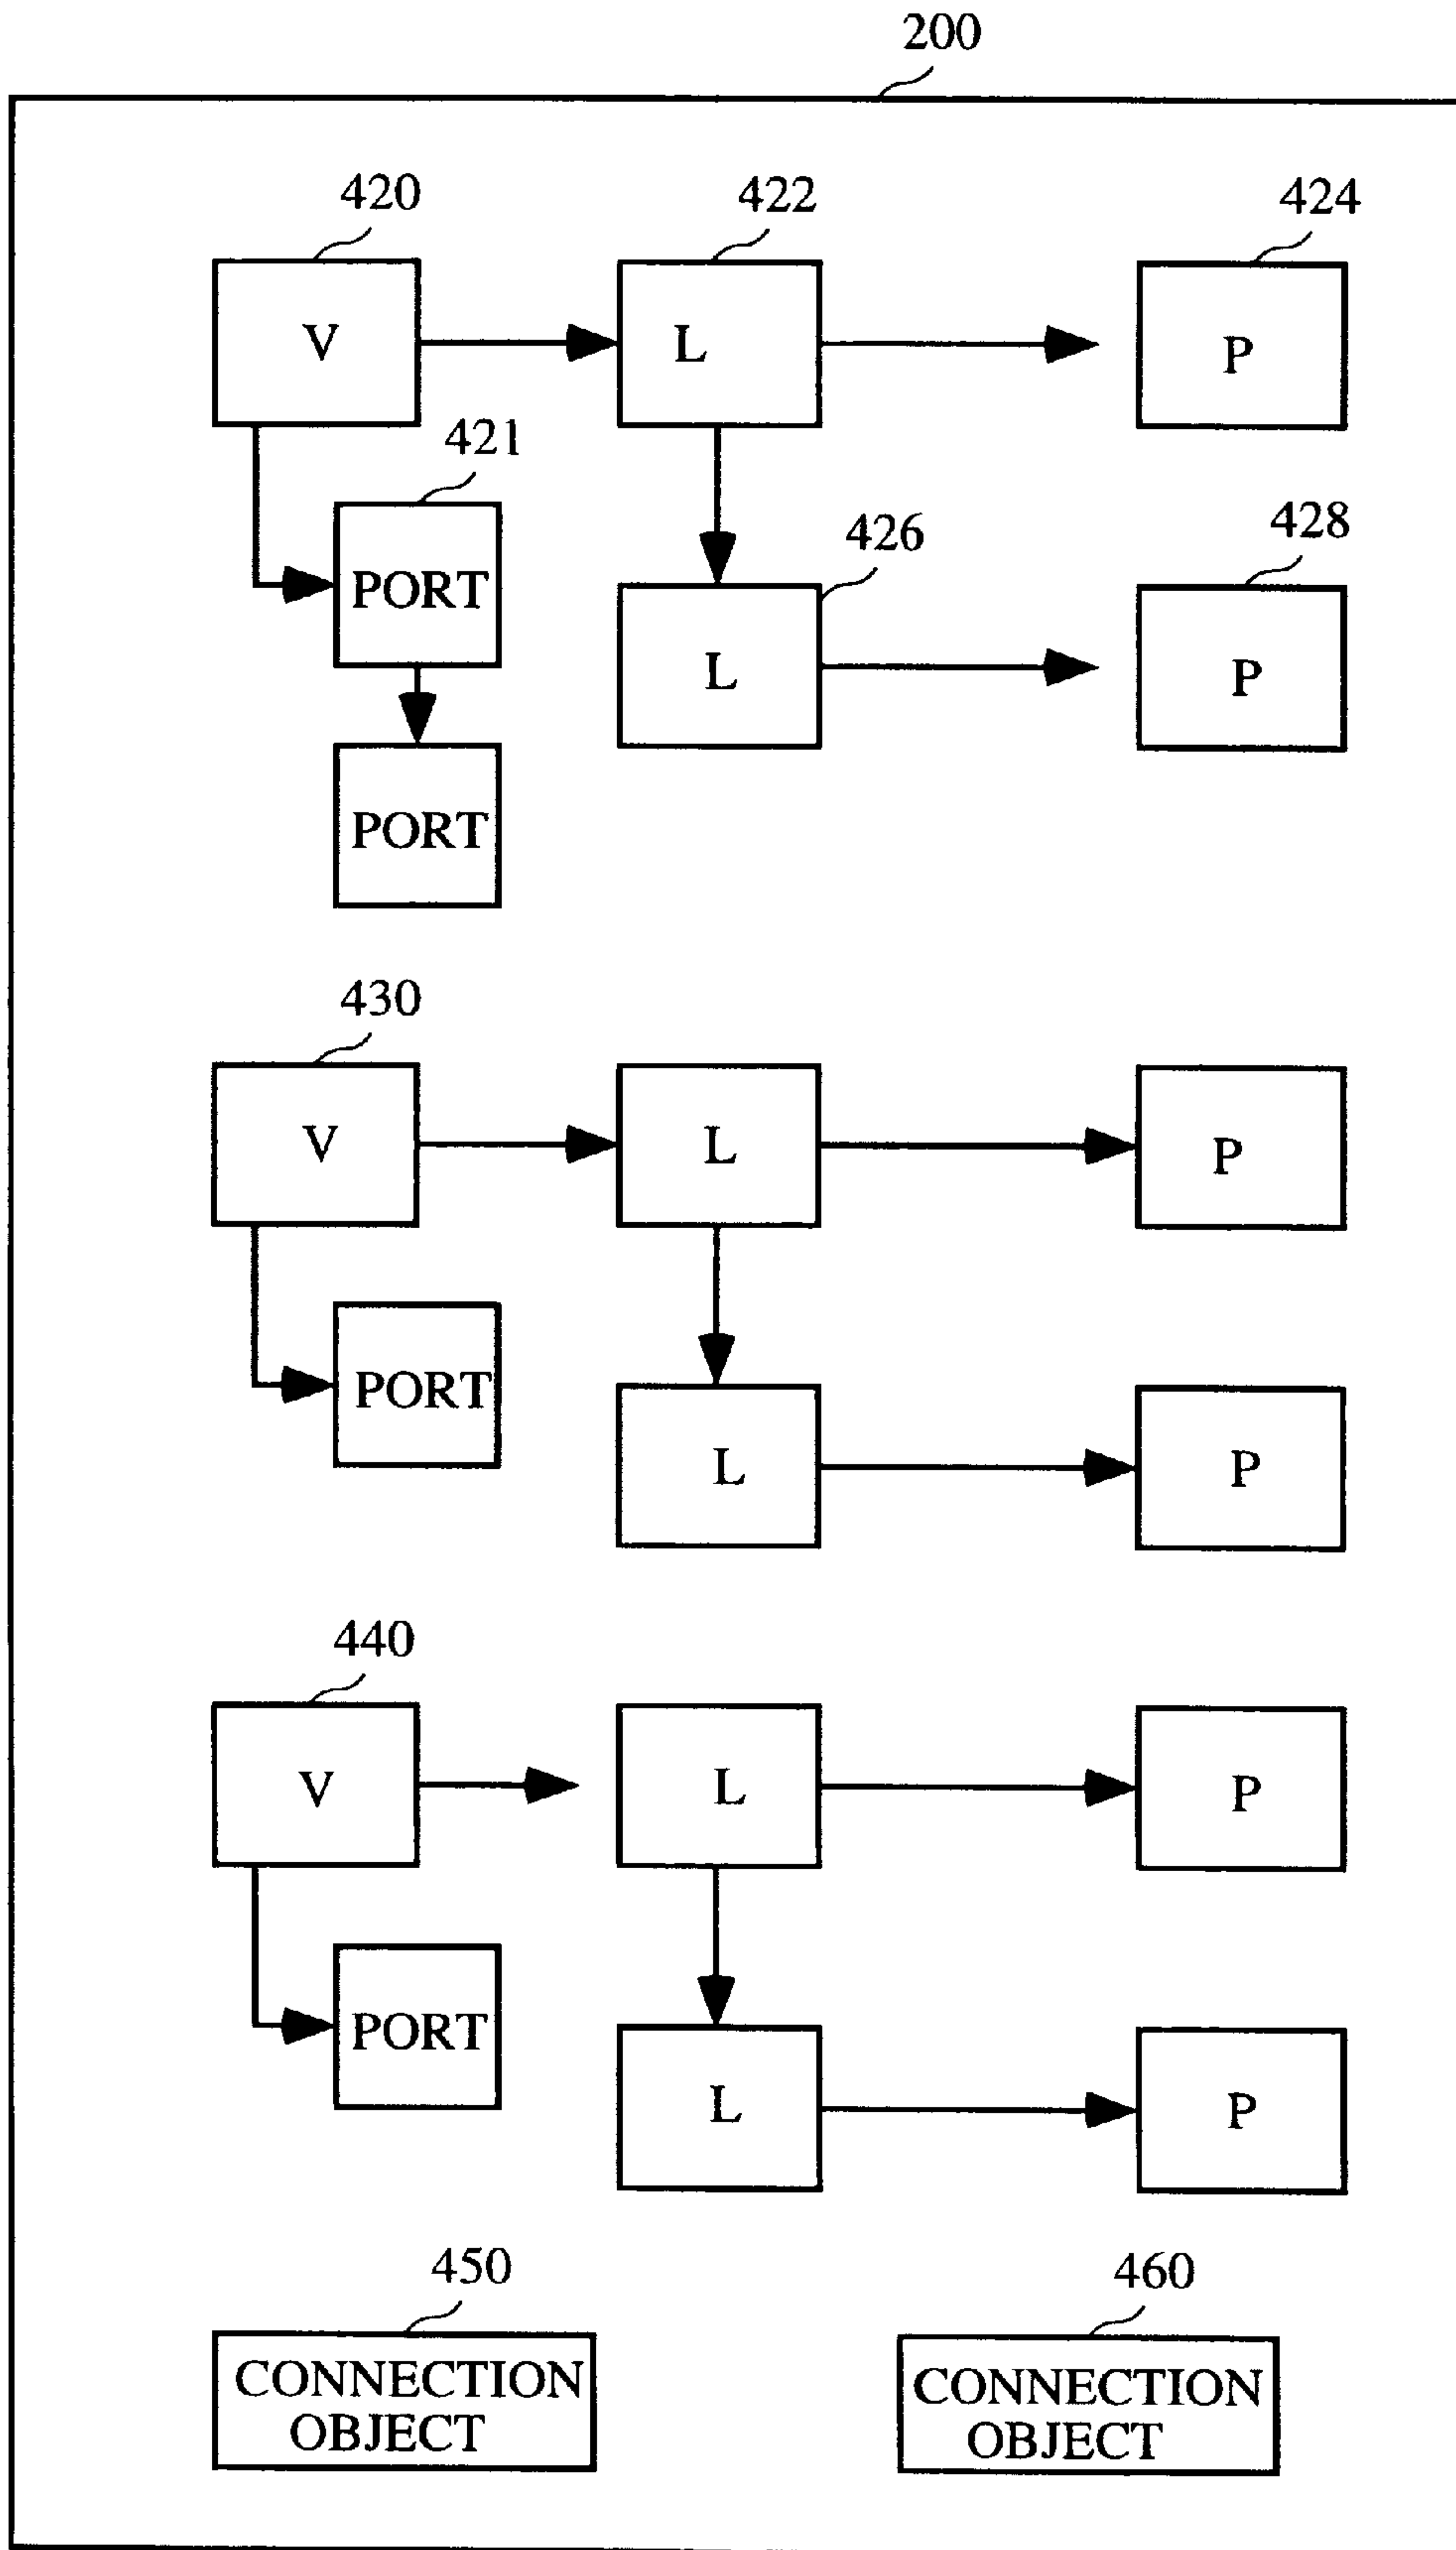 200
420
422
424
V
L
P
421
426
428
PORT
L
P
PORT
430
V
L
P
PORT
L
P
440
V
L
P
PORT
L
P
450
460
CONNECTION
OBJECT
CONNECTION
OBJECT